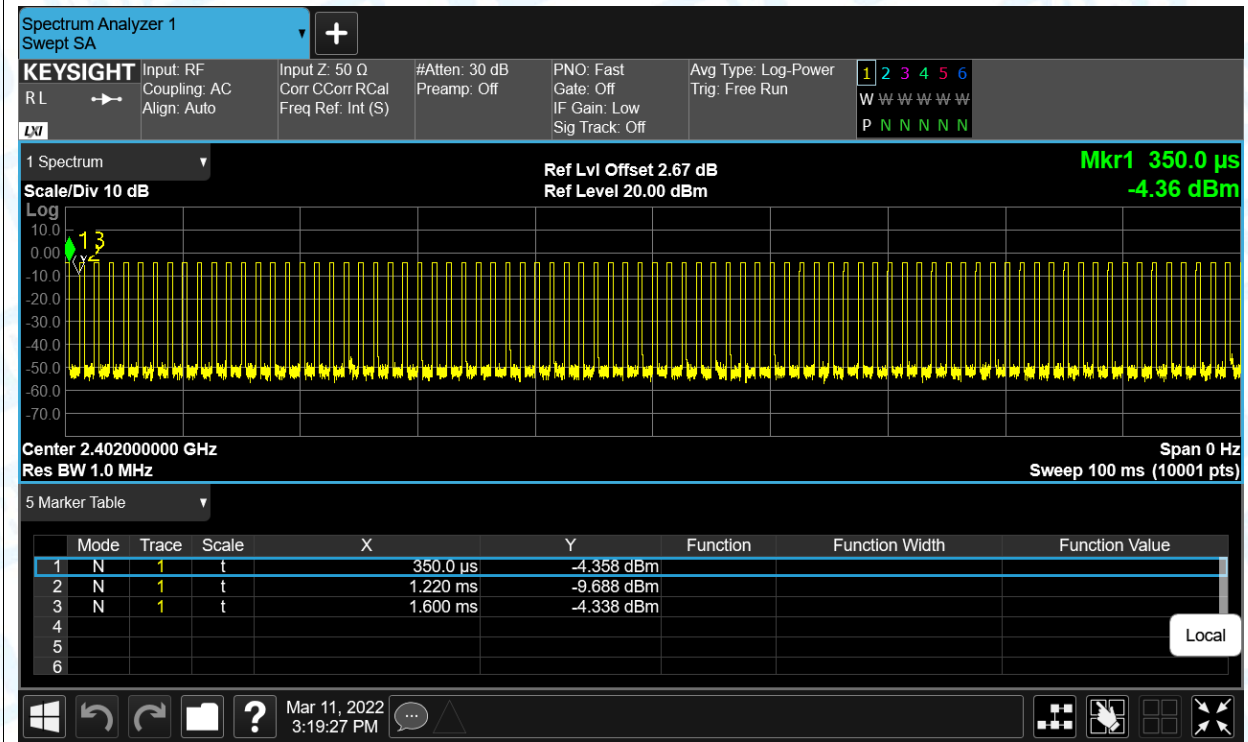 Spectrum Analyzer 1
Swept SA
+
KEYSIGHT
R L
LXI
Input: RF
Coupling: AC
Align: Auto
Input Z: 50 Ω
Corr CCorr RCal
Freq Ref: Int (S)
#Atten: 30 dB
Preamp: Off
PNO: Fast
Gate: Off
IF Gain: Low
Sig Track: Off
Avg Type: Log-Power
Trig: Free Run
1 2 3 4 5 6
W W W W W W
P N N N N N
1 Spectrum
Scale/Div 10 dB
Ref Lvl Offset 2.67 dB
Ref Level 20.00 dBm
Mkr1 350.0 µs
-4.36 dBm
Log
10.0
0.00
-10.0
-20.0
-30.0
-40.0
-50.0
-60.0
-70.0
1 3
2
Center 2.402000000 GHz
Res BW 1.0 MHz
Span 0 Hz
Sweep 100 ms (10001 pts)
5 Marker Table
Mode Trace Scale X Y Function Function Width Function Value
1 N 1 t 350.0 µs -4.358 dBm
2 N 1 t 1.220 ms -9.688 dBm
3 N 1 t 1.600 ms -4.338 dBm
4
5
6
Local
?
Mar 11, 2022
3:19:27 PM